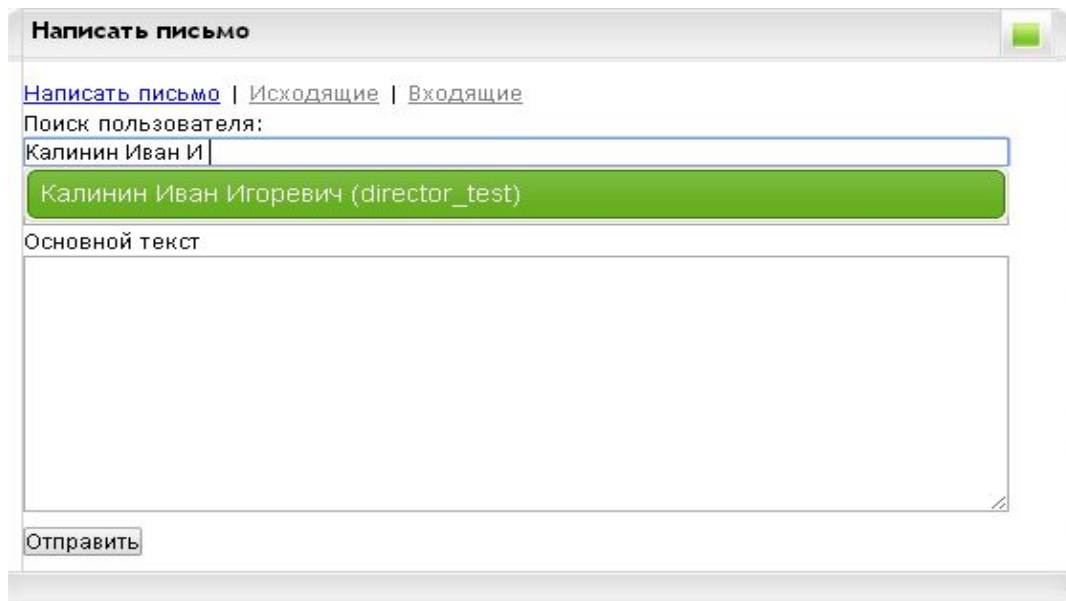 Написать письмо
Написать письмо | Исходящие | Входящие
Поиск пользователя:
Калинин Иван И
Калинин Иван Игоревич (director_test)
Основной текст
Отправить